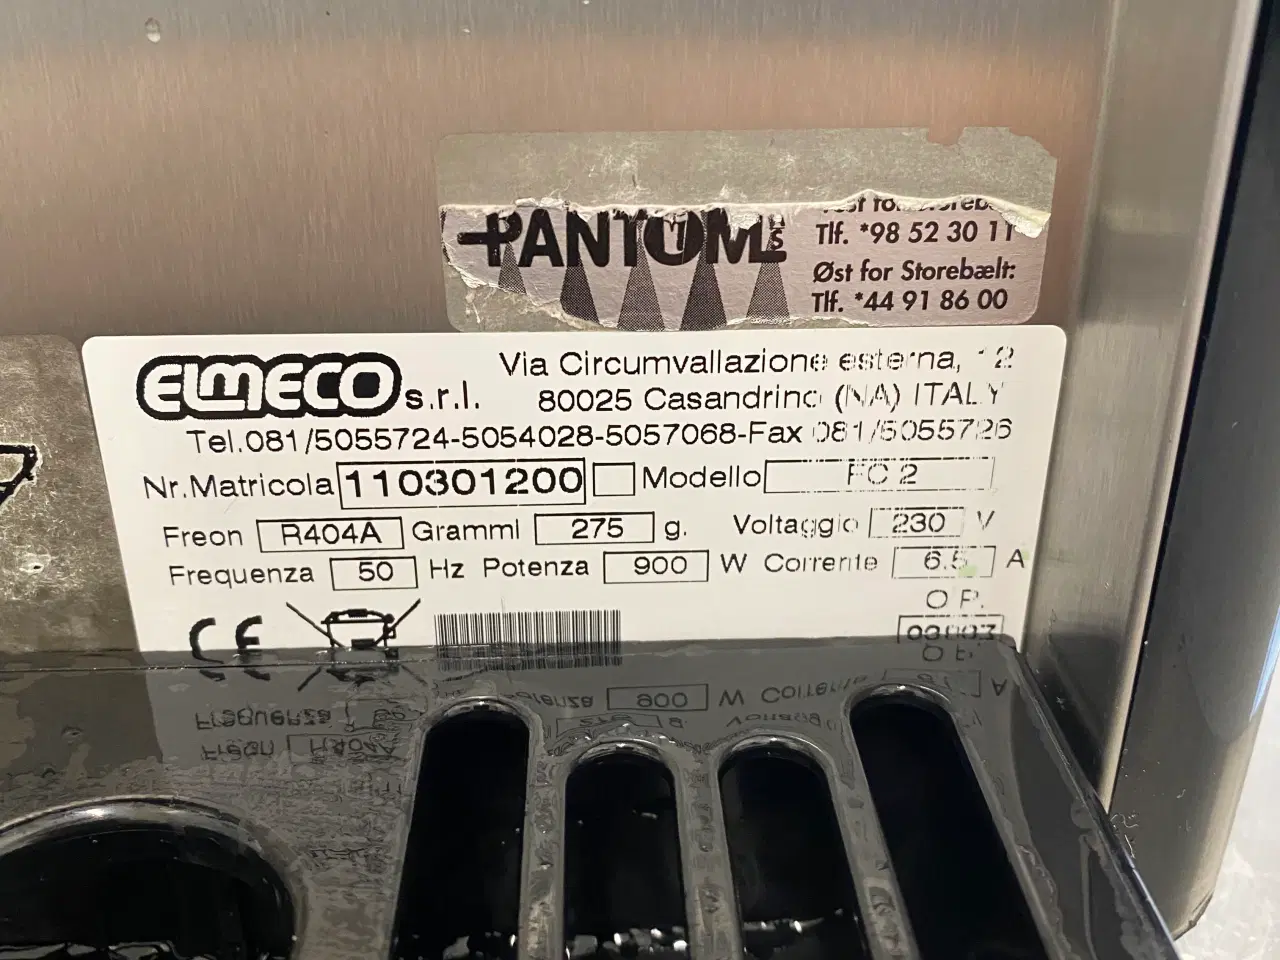 PANTOM's
Tlf. *98 52 30 11
Øst for Storebælt:
Tlf. *44 91 86 00
ELMECO s.r.l.
Via Circumvallazione esterna, 12
80025 Casandrino (NA) ITALY
Tel.081/5055724-5054028-5057068-Fax 081/5055726
Nr.Matricola 110301200 Modello FC 2
Freon R404A Grammi 275 g. Voltaggio 230 V
Frequenza 50 Hz Potenza 900 W Corrente 6.5 A
CE
O.P.